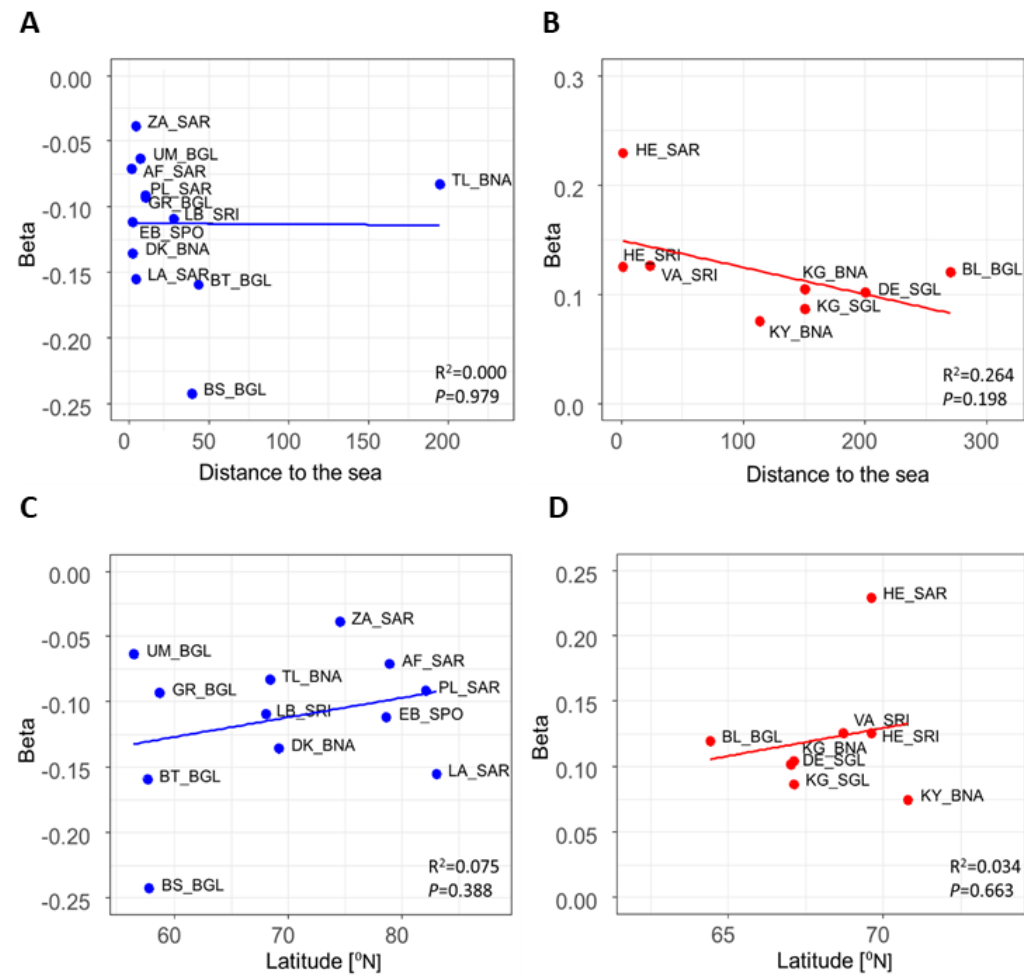 A
0.00
-0.05
-0.10
-0.15
-0.20
-0.25
Beta
ZA_SAR
UM_BGL
AF_SAR
PL_SAR
GR_BGL
LB_SRI
EB_SPO
DK_BNA
LA_SAR
BT_BGL
BS_BGL
TL_BNA
R²=0.000
P=0.979
0 50 100 150 200
Distance to the sea
B
0.3
0.2
0.1
0.0
Beta
HE_SAR
HE_SRI
VA_SRI
KG_BNA
BL_BGL
DE_SGL
KG_SGL
KY_BNA
R²=0.264
P=0.198
0 100 200 300
Distance to the sea
C
0.00
-0.05
-0.10
-0.15
-0.20
-0.25
Beta
ZA_SAR
UM_BGL
AF_SAR
TL_BNA
GR_BGL
PL_SAR
LB_SRI
EB_SPO
DK_BNA
BT_BGL
LA_SAR
BS_BGL
R²=0.075
P=0.388
60 70 80
Latitude [⁰N]
D
0.25
0.20
0.15
0.10
0.05
0.00
Beta
HE_SAR
VA_SRI
BL_BGL
HE_SRI
KG_BNA
DE_SGL
KG_SGL
KY_BNA
R²=0.034
P=0.663
65 70
Latitude [⁰N]